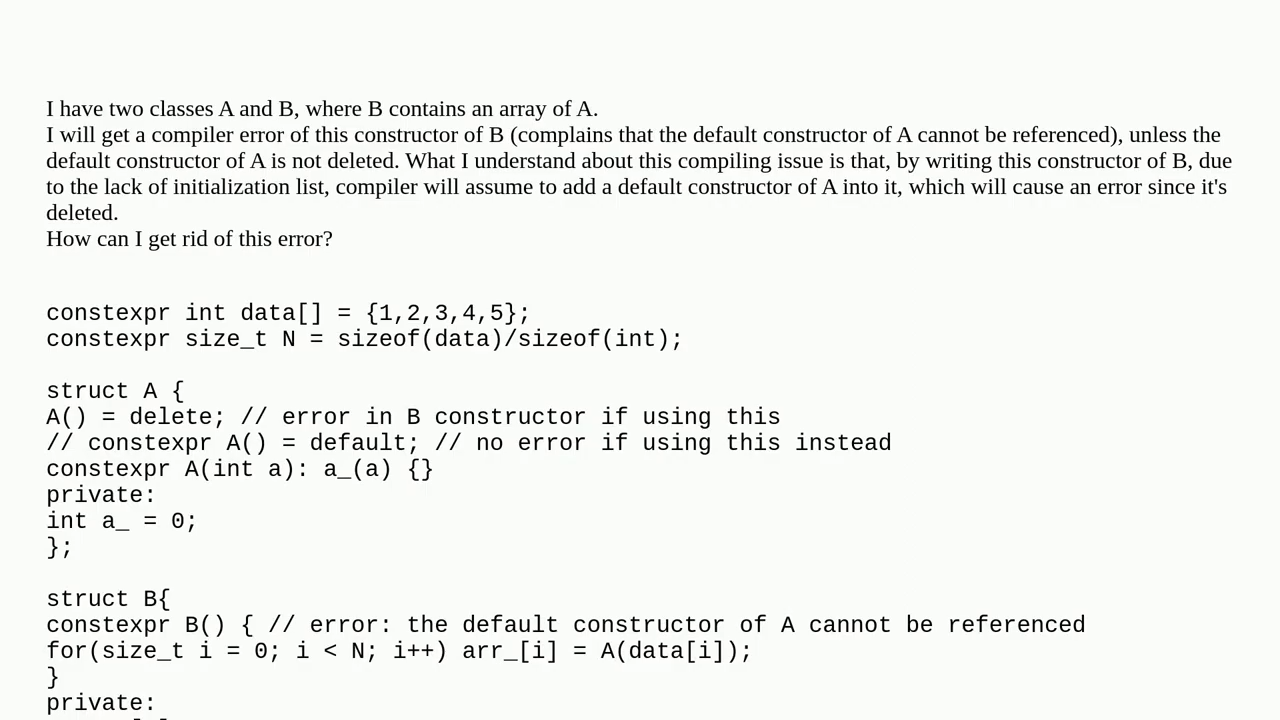 I have two classes A and B, where B contains an array of A.
I will get a compiler error of this constructor of B (complains that the default constructor of A cannot be referenced), unless the
default constructor of A is not deleted. What I understand about this compiling issue is that, by writing this constructor of B, due
to the lack of initialization list, compiler will assume to add a default constructor of A into it, which will cause an error since it's
deleted.
How can I get rid of this error?
constexpr int data[] = {1,2,3,4,5};
constexpr size_t N = sizeof(data)/sizeof(int);
struct A {
A() = delete; // error in B constructor if using this
// constexpr A() = default; // no error if using this instead
constexpr A(int a): a_(a) {}
private:
int a_ = 0;
};
struct B{
constexpr B() { // error: the default constructor of A cannot be referenced
for(size_t i = 0; i < N; i++) arr_[i] = A(data[i]);
}
private: